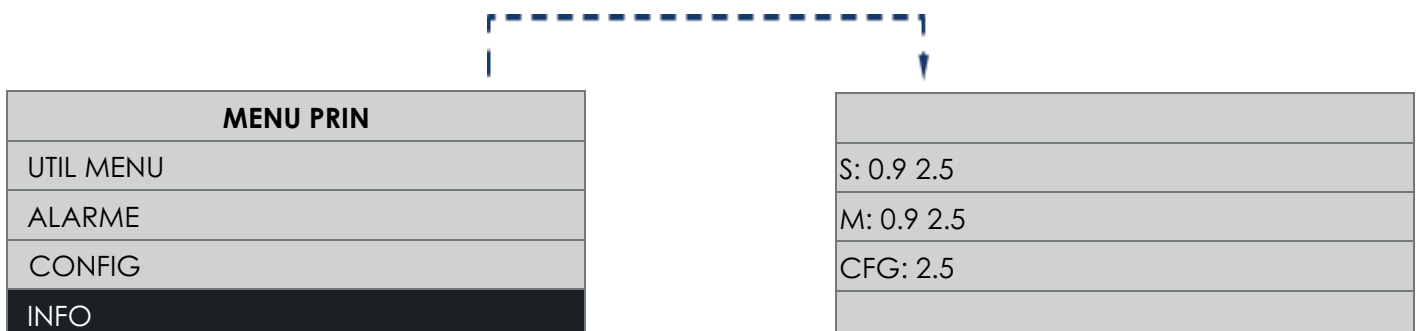 MENU PRIN
UTIL MENU
ALARME
CONFIG
INFO
S: 0.9 2.5
M: 0.9 2.5
CFG: 2.5